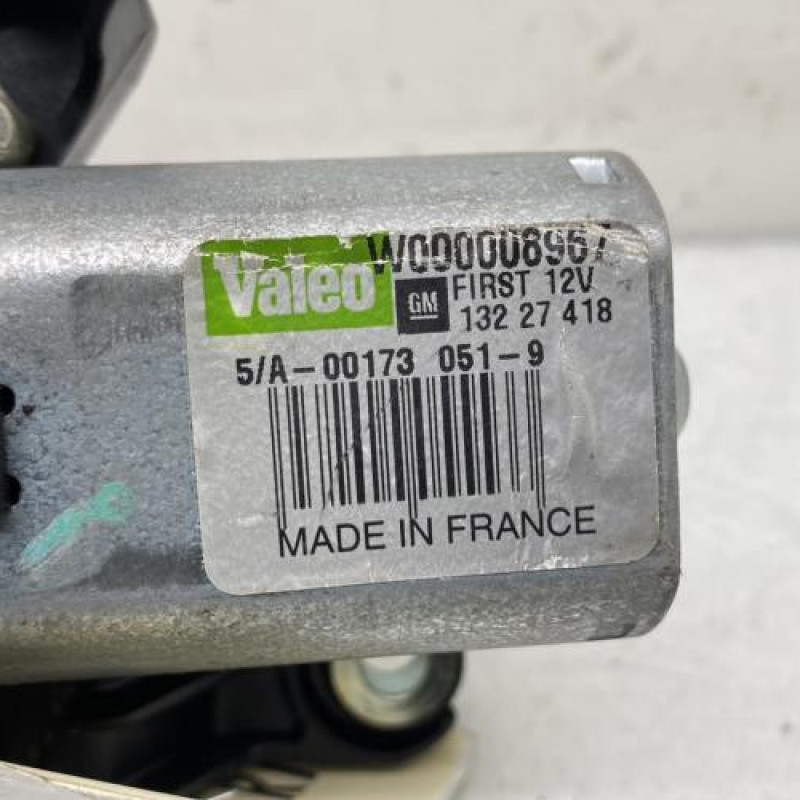 Valeo W000008967
GM FIRST 12V
132 27 418
5/A-00173 051-9
MADE IN FRANCE